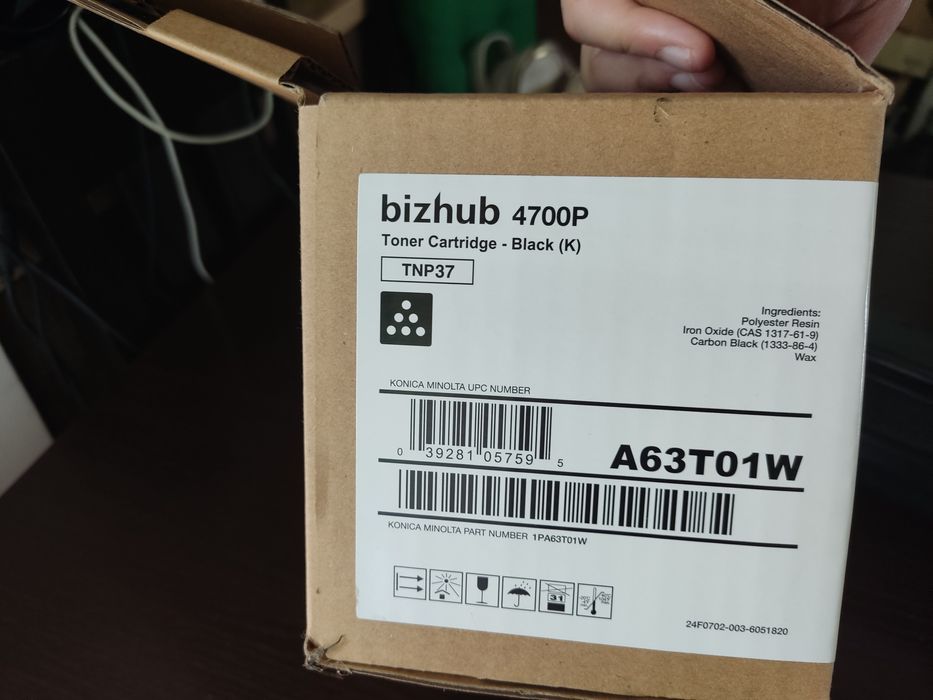 bizhub 4700P
Toner Cartridge - Black (K)
TNP37
Ingredients:
Polyester Resin
Iron Oxide (CAS 1317-61-9)
Carbon Black (1333-86-4)
Wax
KONICA MINOLTA UPC NUMBER
0 39281 05759 5
A63T01W
KONICA MINOLTA PART NUMBER 1PA63T01W
31
24F0702-003-6051820